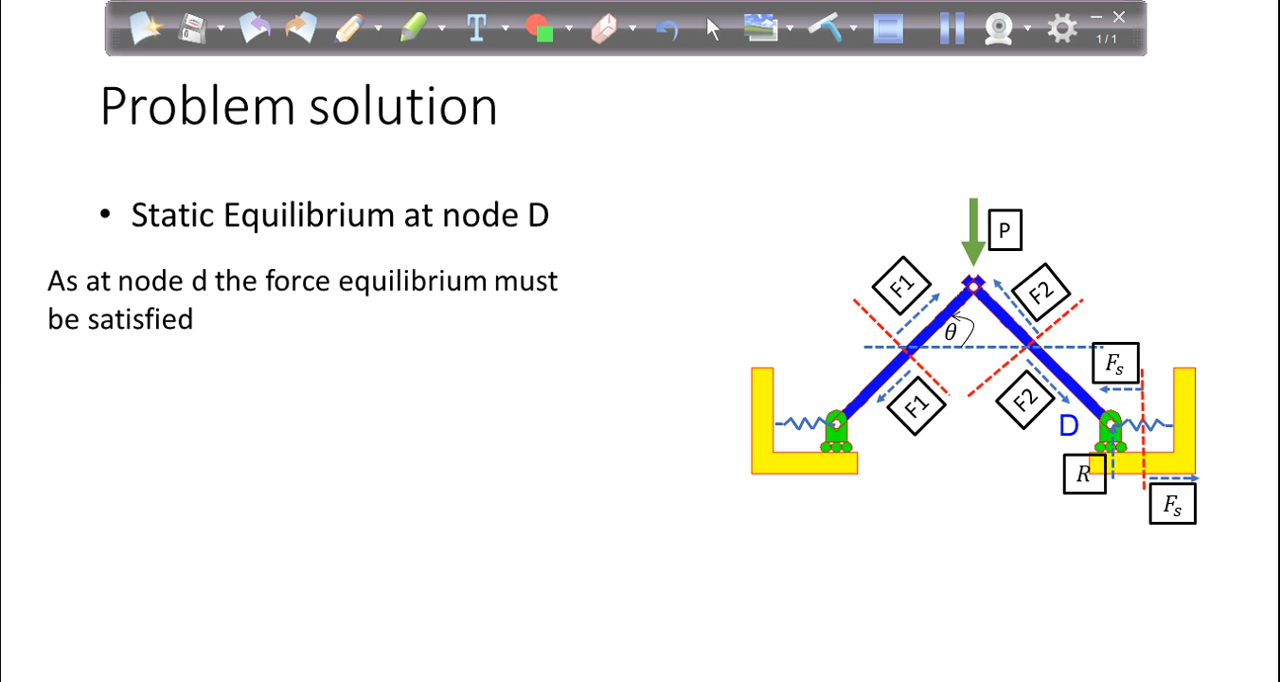 1/1
Problem solution
• Static Equilibrium at node D
As at node d the force equilibrium must
be satisfied
P
F1
F2
θ
Fₛ
F1
F2
D
R
Fₛ